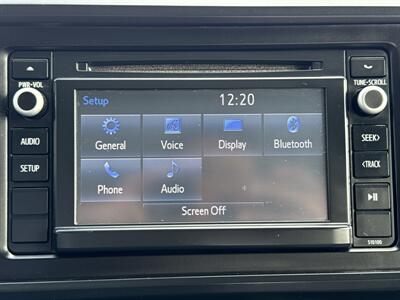 PWR•VOL
AUDIO
SETUP
Setup
12:20
General
Voice
Display
Bluetooth
Phone
Audio
Screen Off
TUNE•SCROLL
SEEK>
<TRACK
510100